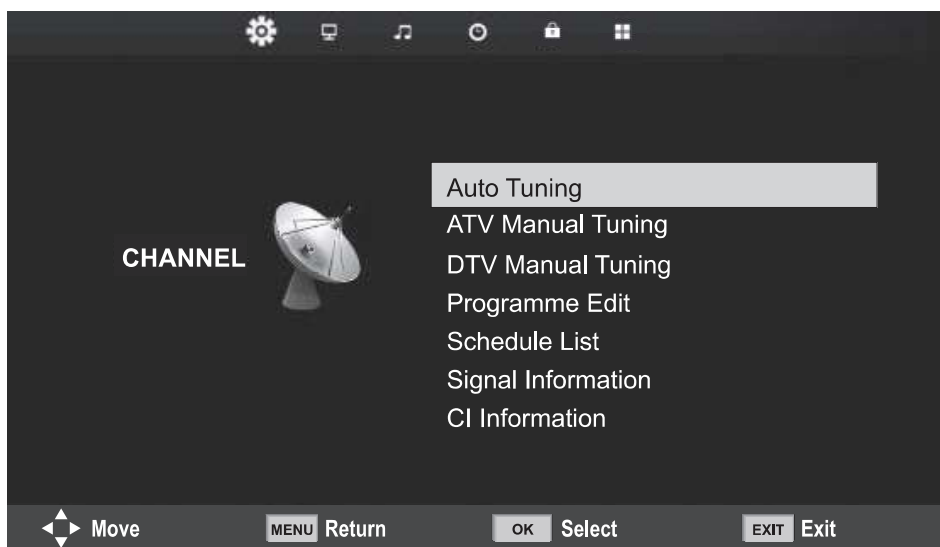 Auto Tuning
ATV Manual Tuning
DTV Manual Tuning
CHANNEL
Programme Edit
Schedule List
Signal Information
CI Information
Move MENU Return OK Select EXIT Exit